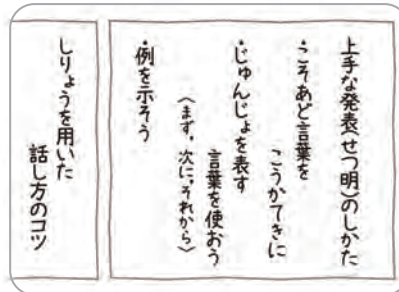 上手な発表(せつ明)のしかた
・こそあど言葉を
こうかてきに
・じゅんじょを表す
言葉を使おう
〈まず、次に、それから〉
・例を示そう
しりょうを用いた
話し方のコツ